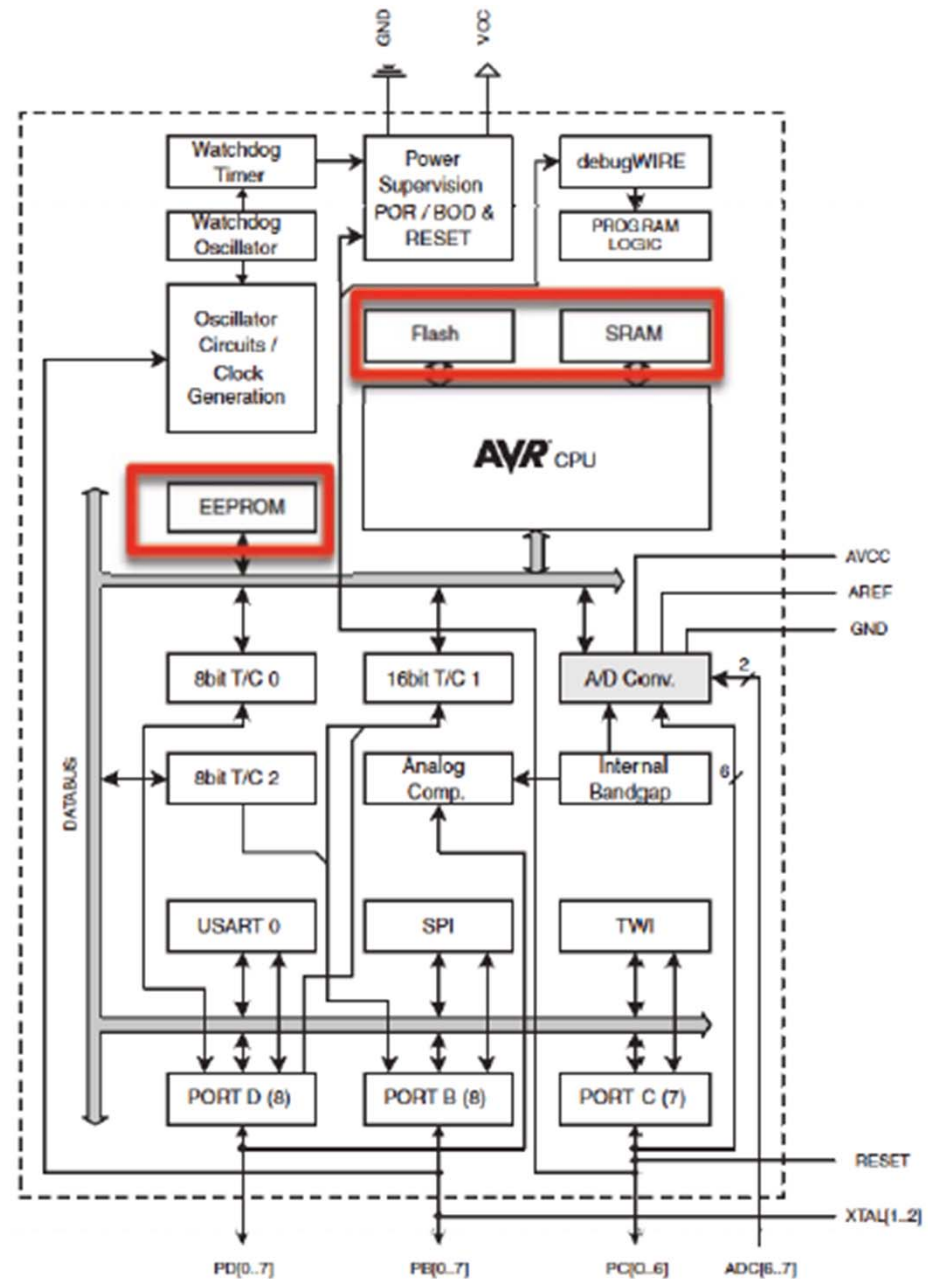 GND
VCC
Watchdog
Timer
Power
Supervision
POR / BOD &
RESET
debugWIRE
Watchdog
Oscillator
PROGRAM
LOGIC
Oscillator
Circuits /
Clock
Generation
Flash
SRAM
AVR CPU
EEPROM
AVCC
AREF
GND
8bit T/C 0
16bit T/C 1
A/D Conv.
2
8bit T/C 2
Analog
Comp.
Internal
Bandgap
6
DATABUS
USART 0
SPI
TWI
PORT D (8)
PORT B (8)
PORT C (7)
RESET
XTAL[1..2]
PD[0..7]
PB[0..7]
PC[0..6]
ADC[6..7]